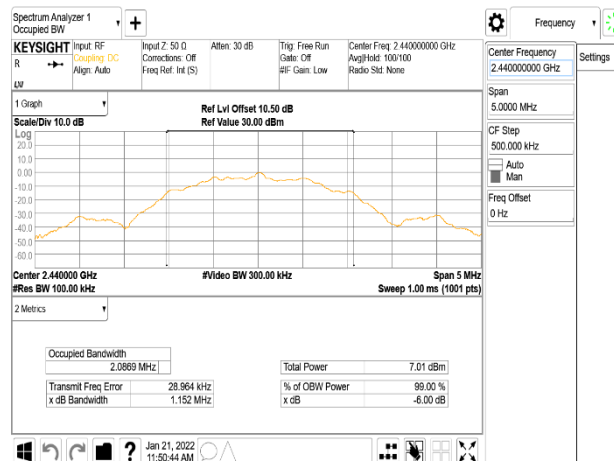 Spectrum Analyzer 1
Occupied BW
+
Frequency
KEYSIGHT
R
Input: RF
Coupling: DC
Align: Auto
Input Z: 50 Ω
Corrections: Off
Freq Ref: Int (S)
Atten: 30 dB
Trig: Free Run
Gate: Off
#IF Gain: Low
Center Freq: 2.440000000 GHz
Avg|Hold: 100/100
Radio Std: None
Center Frequency
2.440000000 GHz
Settings
Span
5.0000 MHz
CF Step
500.000 kHz
Auto
Man
Freq Offset
0 Hz
1 Graph
Scale/Div 10.0 dB
Ref Lvl Offset 10.50 dB
Ref Value 30.00 dBm
Log
20.0
10.0
0.00
-10.0
-20.0
-30.0
-40.0
-50.0
-60.0
Center 2.440000 GHz
#Res BW 100.00 kHz
#Video BW 300.00 kHz
Span 5 MHz
Sweep 1.00 ms (1001 pts)
2 Metrics
Occupied Bandwidth
2.0869 MHz
Transmit Freq Error 28.964 kHz
x dB Bandwidth 1.152 MHz
Total Power 7.01 dBm
% of OBW Power 99.00 %
x dB -6.00 dB
?
Jan 21, 2022
11:50:44 AM